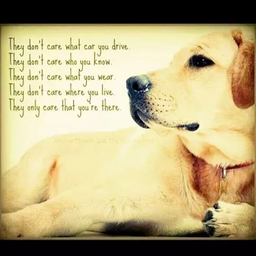 They don't care what car you drive.
They don't care who you know.
They don't care what you wear.
They don't care where you live.
They only care that you're there.